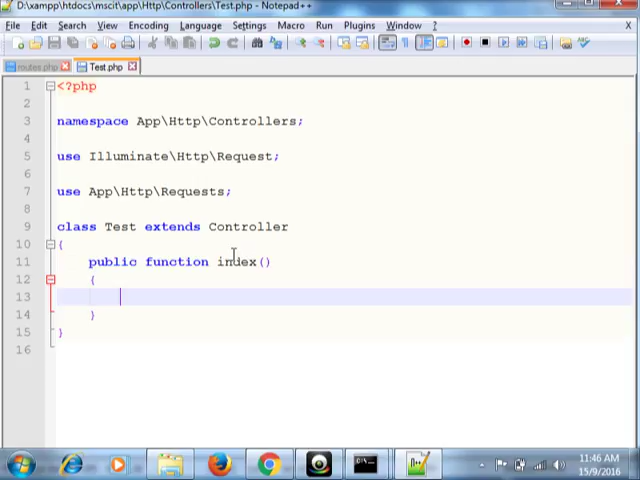 D:\xampp\htdocs\mscit\app\Http\Controllers\Test.php - Notepad++
File Edit Search View Encoding Language Settings Macro Run Plugins Window ? X
routes.php Test.php
1 <?php
2
3 namespace App\Http\Controllers;
4
5 use Illuminate\Http\Request;
6
7 use App\Http\Requests;
8
9 class Test extends Controller
10 {
11 public function index()
12 {
13
14 }
15 }
16
11:46 AM
15/9/2016